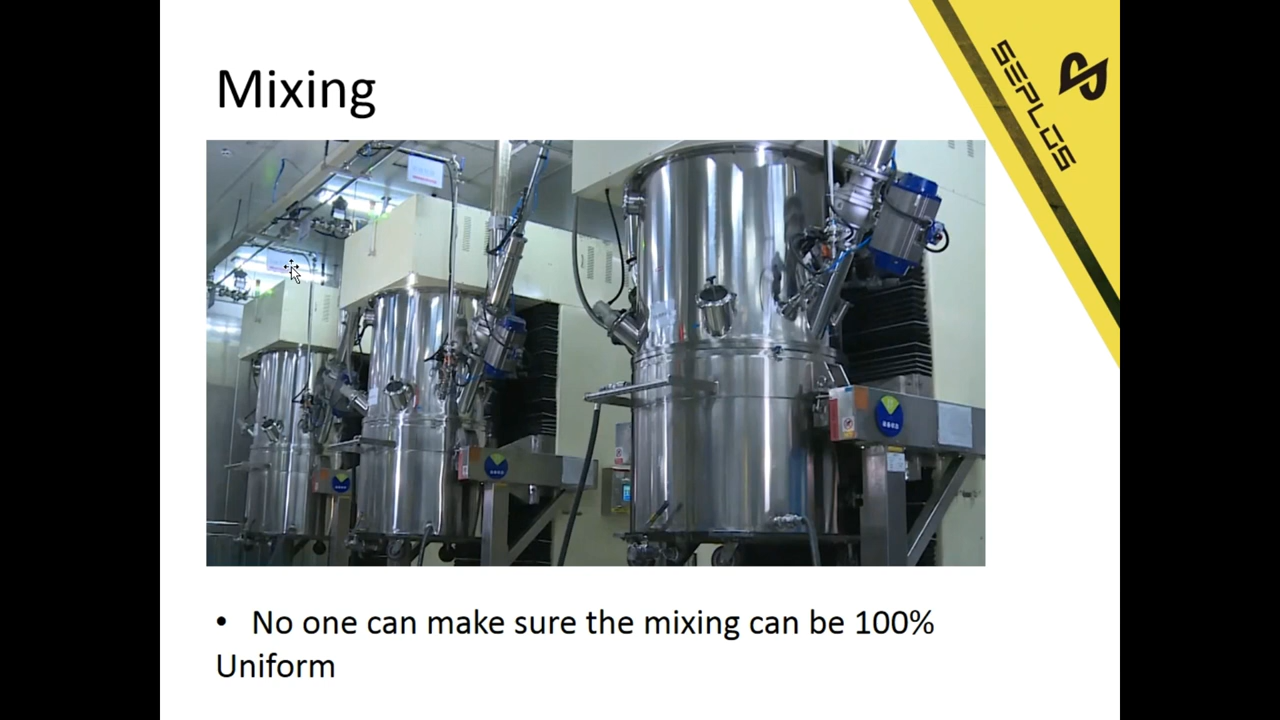 Mixing
SEPLOS
• No one can make sure the mixing can be 100%
Uniform